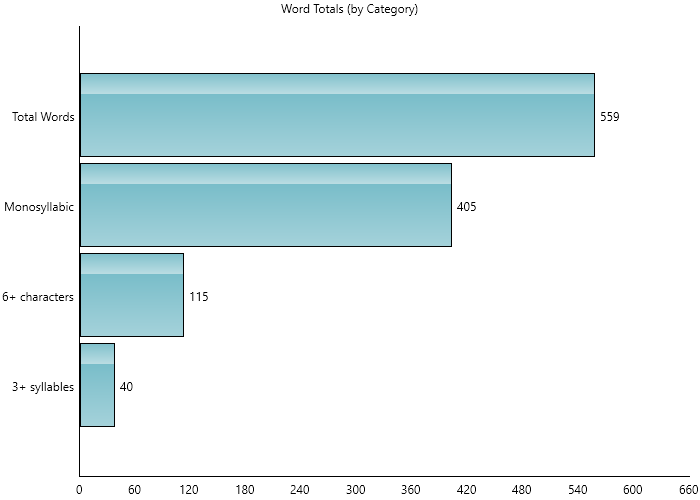 Word Totals (by Category)
Total Words 559
Monosyllabic 405
6+ characters 115
3+ syllables 40
0 60 120 180 240 300 360 420 480 540 600 660